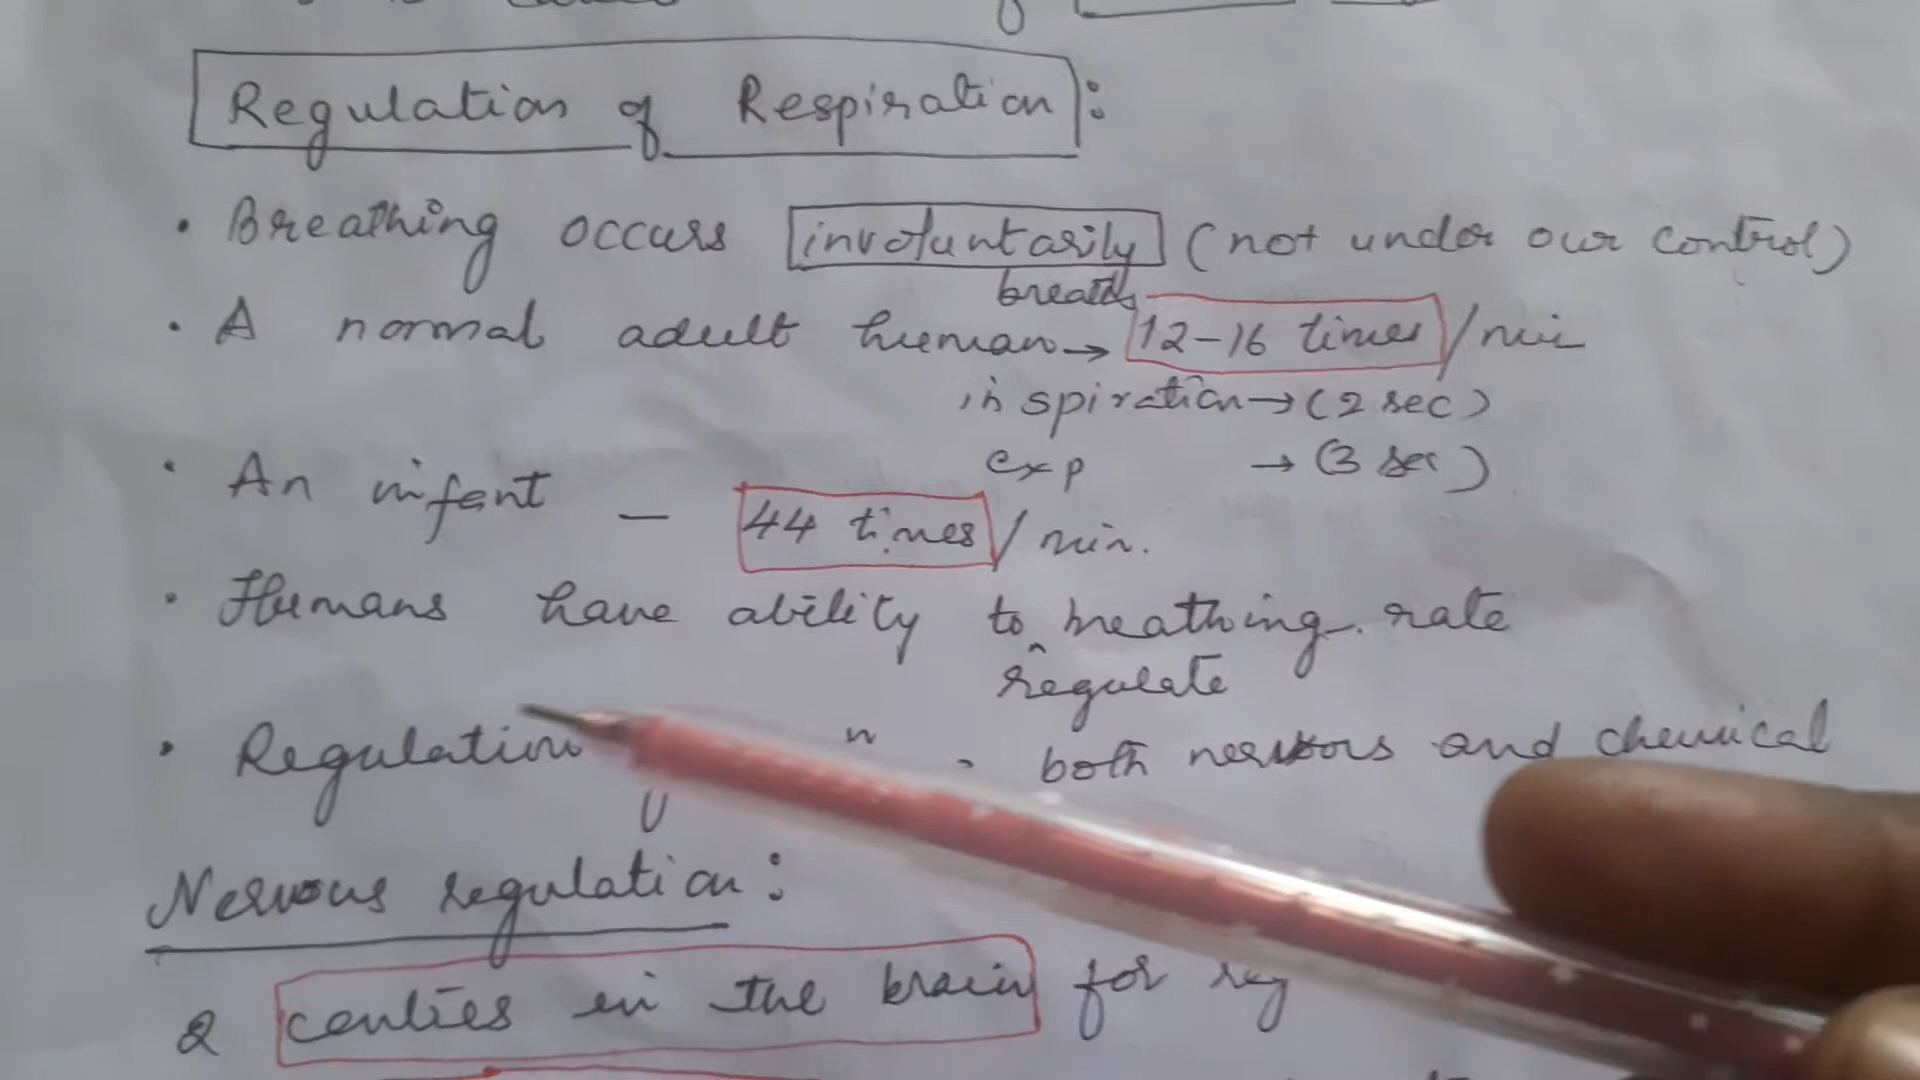 Regulation of Respiration :
• Breathing occurs involuntarily (not under our control)
breaths
• A normal adult human → 12-16 times/min
inspiration → (2 sec)
exp → (3 sec)
• An infant – 44 times/min.
• Humans have ability to ^ breathing rate
regulate
• Regulation both nervous and chemical
Nervous regulation :
2 centres in the brain for reg